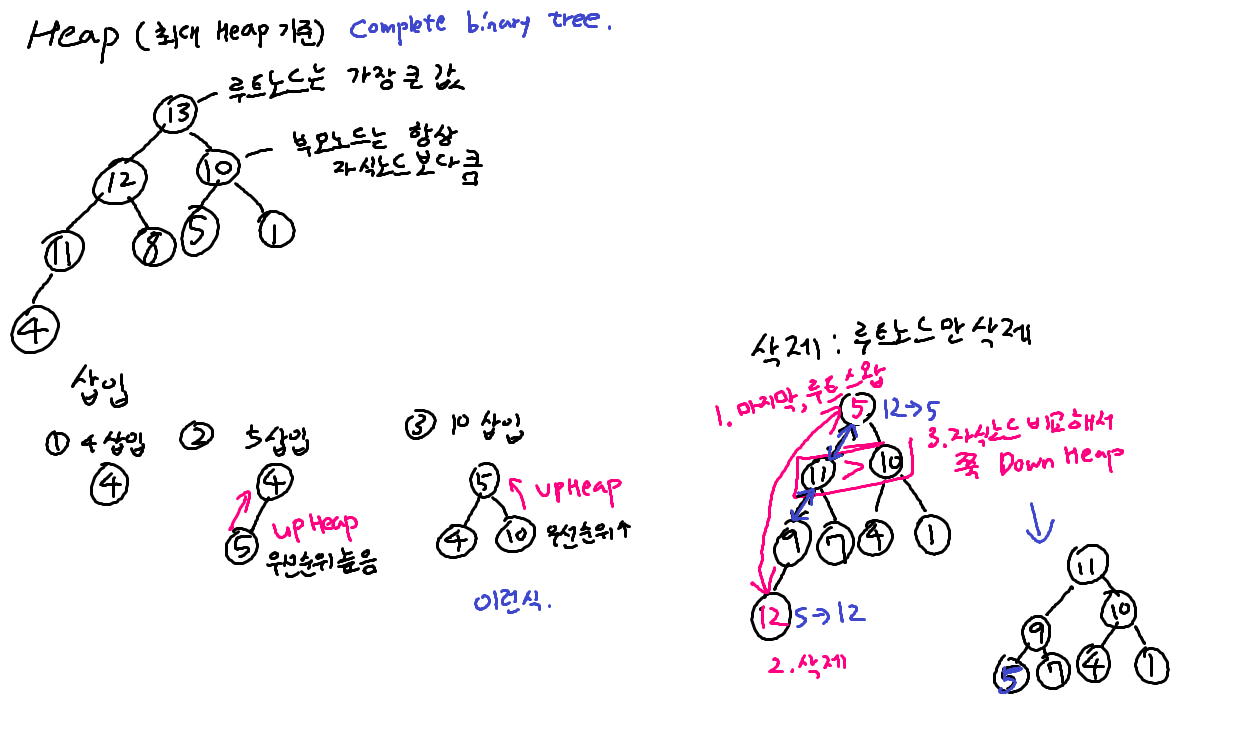 Heap (최대 Heap 기준) Complete binary tree.
13 루트노드는 가장 큰 값
12 10 부모노드는 항상
자식노드 보다 큼
11 8 5 1
4
삽입
① 4 삽입
4
② 5 삽입
4
5
up Heap
우선순위 높음
③ 10 삽입
5
upHeap
4 10 우선순위↑
이런식.
삭제 : 루트노드만 삭제
1. 마지막, 루트 스왑
5 12→5
11 > 10
3. 자식노드 비교해서
쭉 Down Heap
9 7 4 1
12 5→12
2. 삭제
11
9 10
5 7 4 1